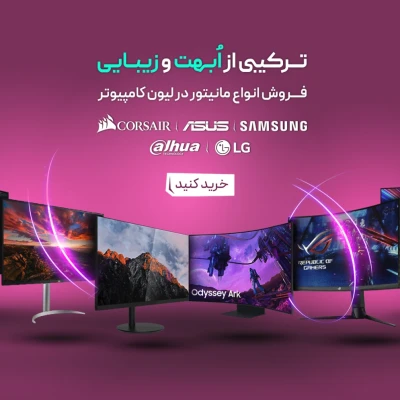 ترکیبی از اُبهت و زیبایی
فروش انواع مانیتور در لیون کامپیوتر
CORSAIR | ASUS | SAMSUNG
alhua | LG
خرید کنید
Odyssey Ark
REPUBLIC OF
GAMERS